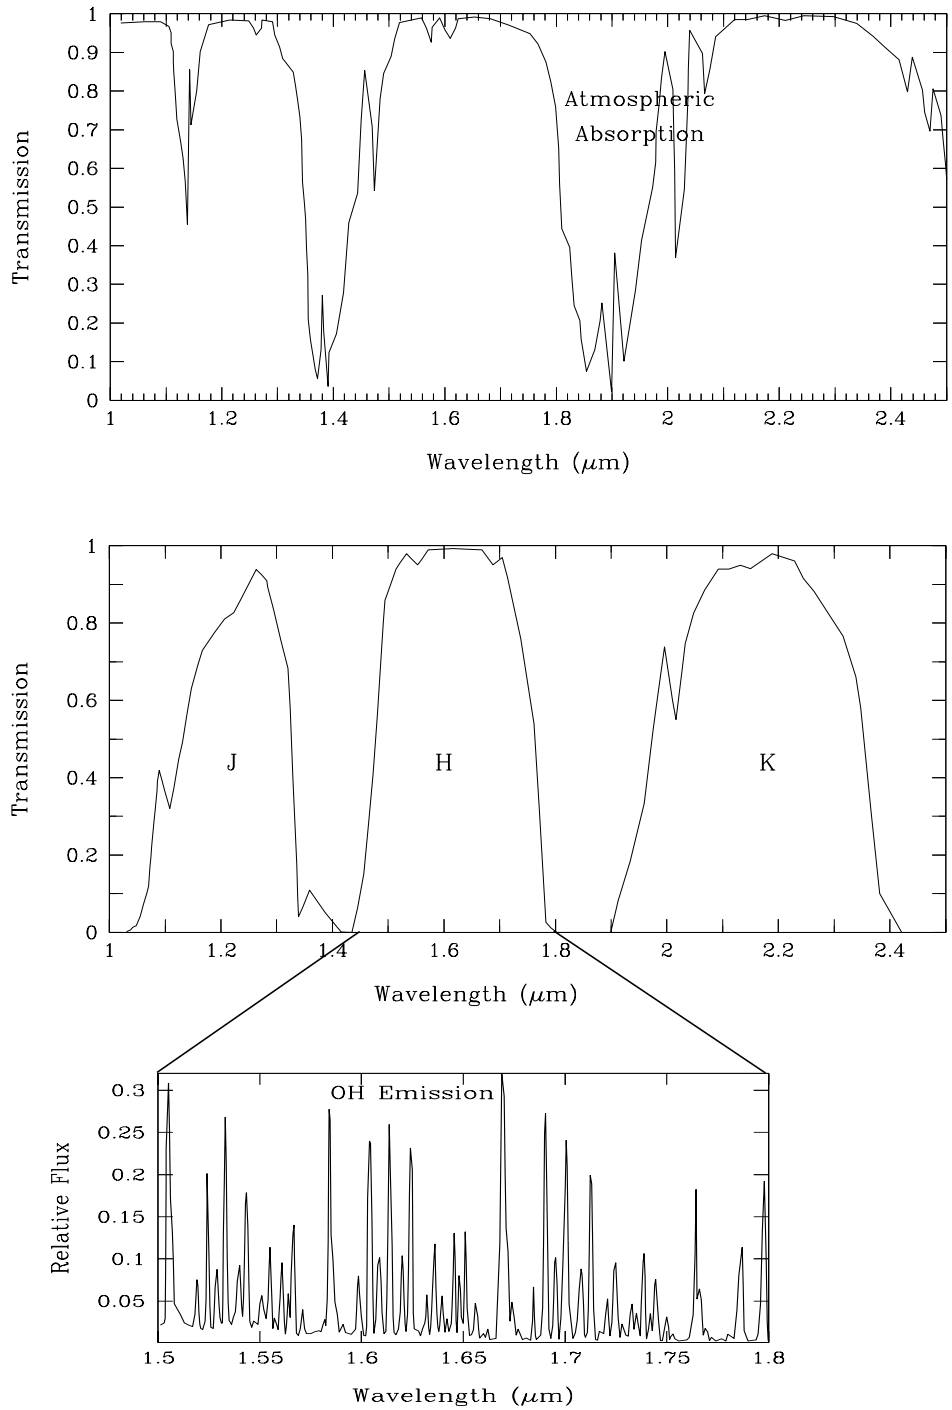 1
0.9
0.8
0.7
0.6
0.5
0.4
0.3
0.2
0.1
0
Transmission
Atmospheric
Absorption
1 1.2 1.4 1.6 1.8 2 2.2 2.4
Wavelength (μm)
1
0.8
0.6
0.4
0.2
0
Transmission
J H K
1 1.2 1.4 1.6 1.8 2 2.2 2.4
Wavelength (μm)
OH Emission
0.3
0.25
0.2
0.15
0.1
0.05
Relative Flux
1.5 1.55 1.6 1.65 1.7 1.75 1.8
Wavelength (μm)